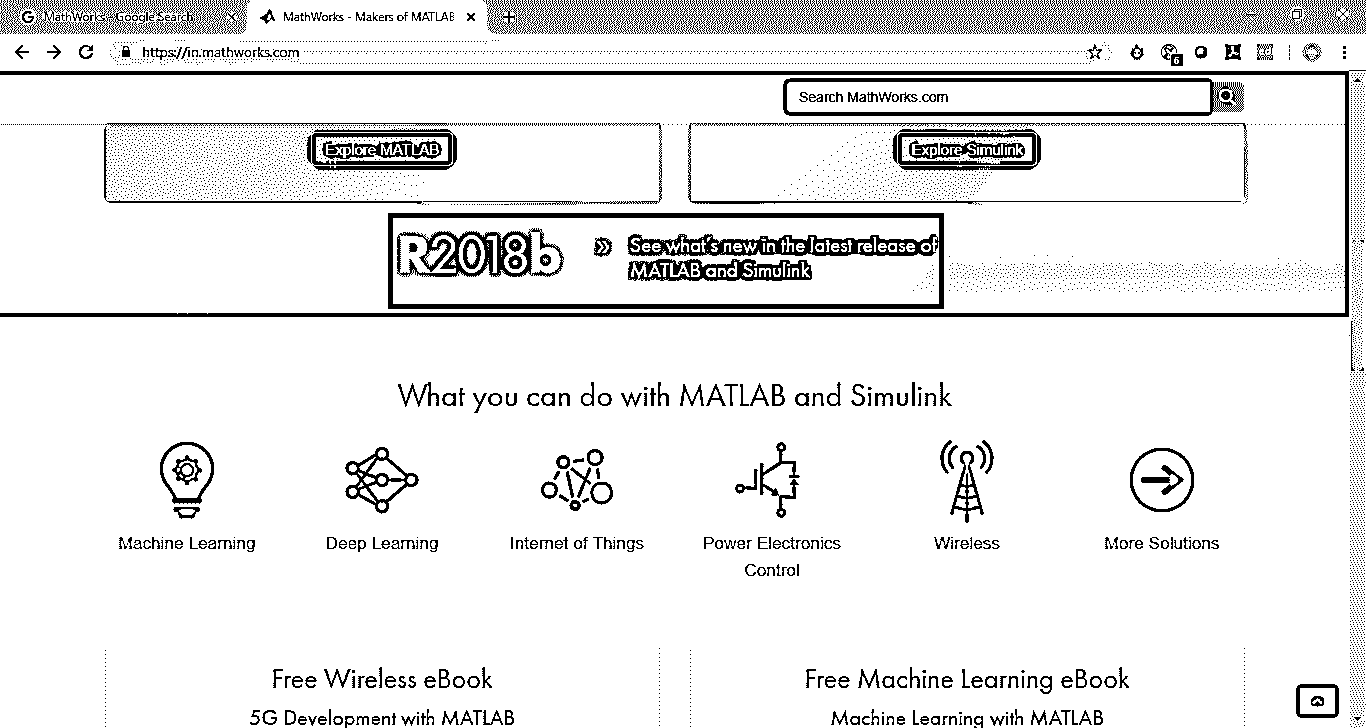 MathWorks - Google Search
MathWorks - Makers of MATLAB
https://in.mathworks.com
6
Search MathWorks.com
Explore MATLAB
Explore Simulink
R2018b
See what's new in the latest release of
MATLAB and Simulink
What you can do with MATLAB and Simulink
Machine Learning
Deep Learning
Internet of Things
Power Electronics
Control
Wireless
More Solutions
Free Wireless eBook
5G Development with MATLAB
Free Machine Learning eBook
Machine Learning with MATLAB